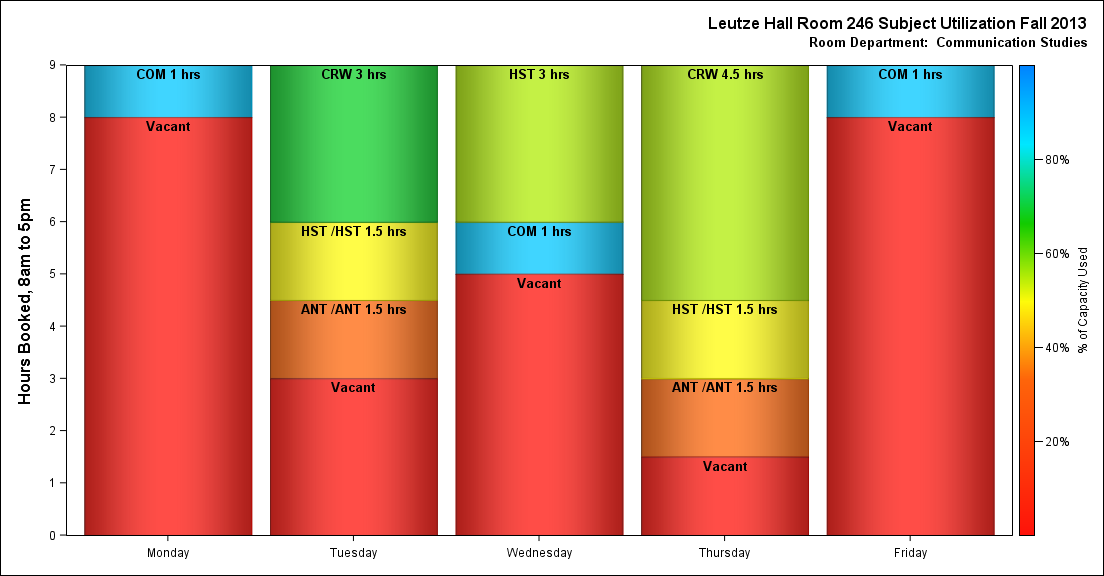 Leutze Hall Room 246 Subject Utilization Fall 2013
Room Department:  Communication Studies
Hours Booked, 8am to 5pm
9
8
7
6
5
4
3
2
1
0
COM 1 hrs
Vacant
CRW 3 hrs
HST /HST 1.5 hrs
ANT /ANT 1.5 hrs
Vacant
HST 3 hrs
COM 1 hrs
Vacant
CRW 4.5 hrs
HST /HST 1.5 hrs
ANT /ANT 1.5 hrs
Vacant
COM 1 hrs
Vacant
Monday
Tuesday
Wednesday
Thursday
Friday
80%
60%
40%
20%
% of Capacity Used